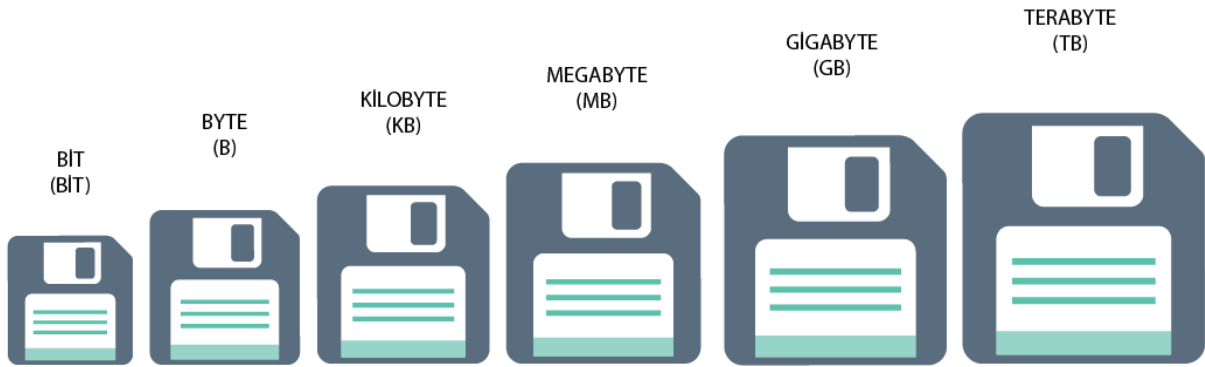 BİT
(BİT)
BYTE
(B)
KİLOBYTE
(KB)
MEGABYTE
(MB)
GİGABYTE
(GB)
TERABYTE
(TB)